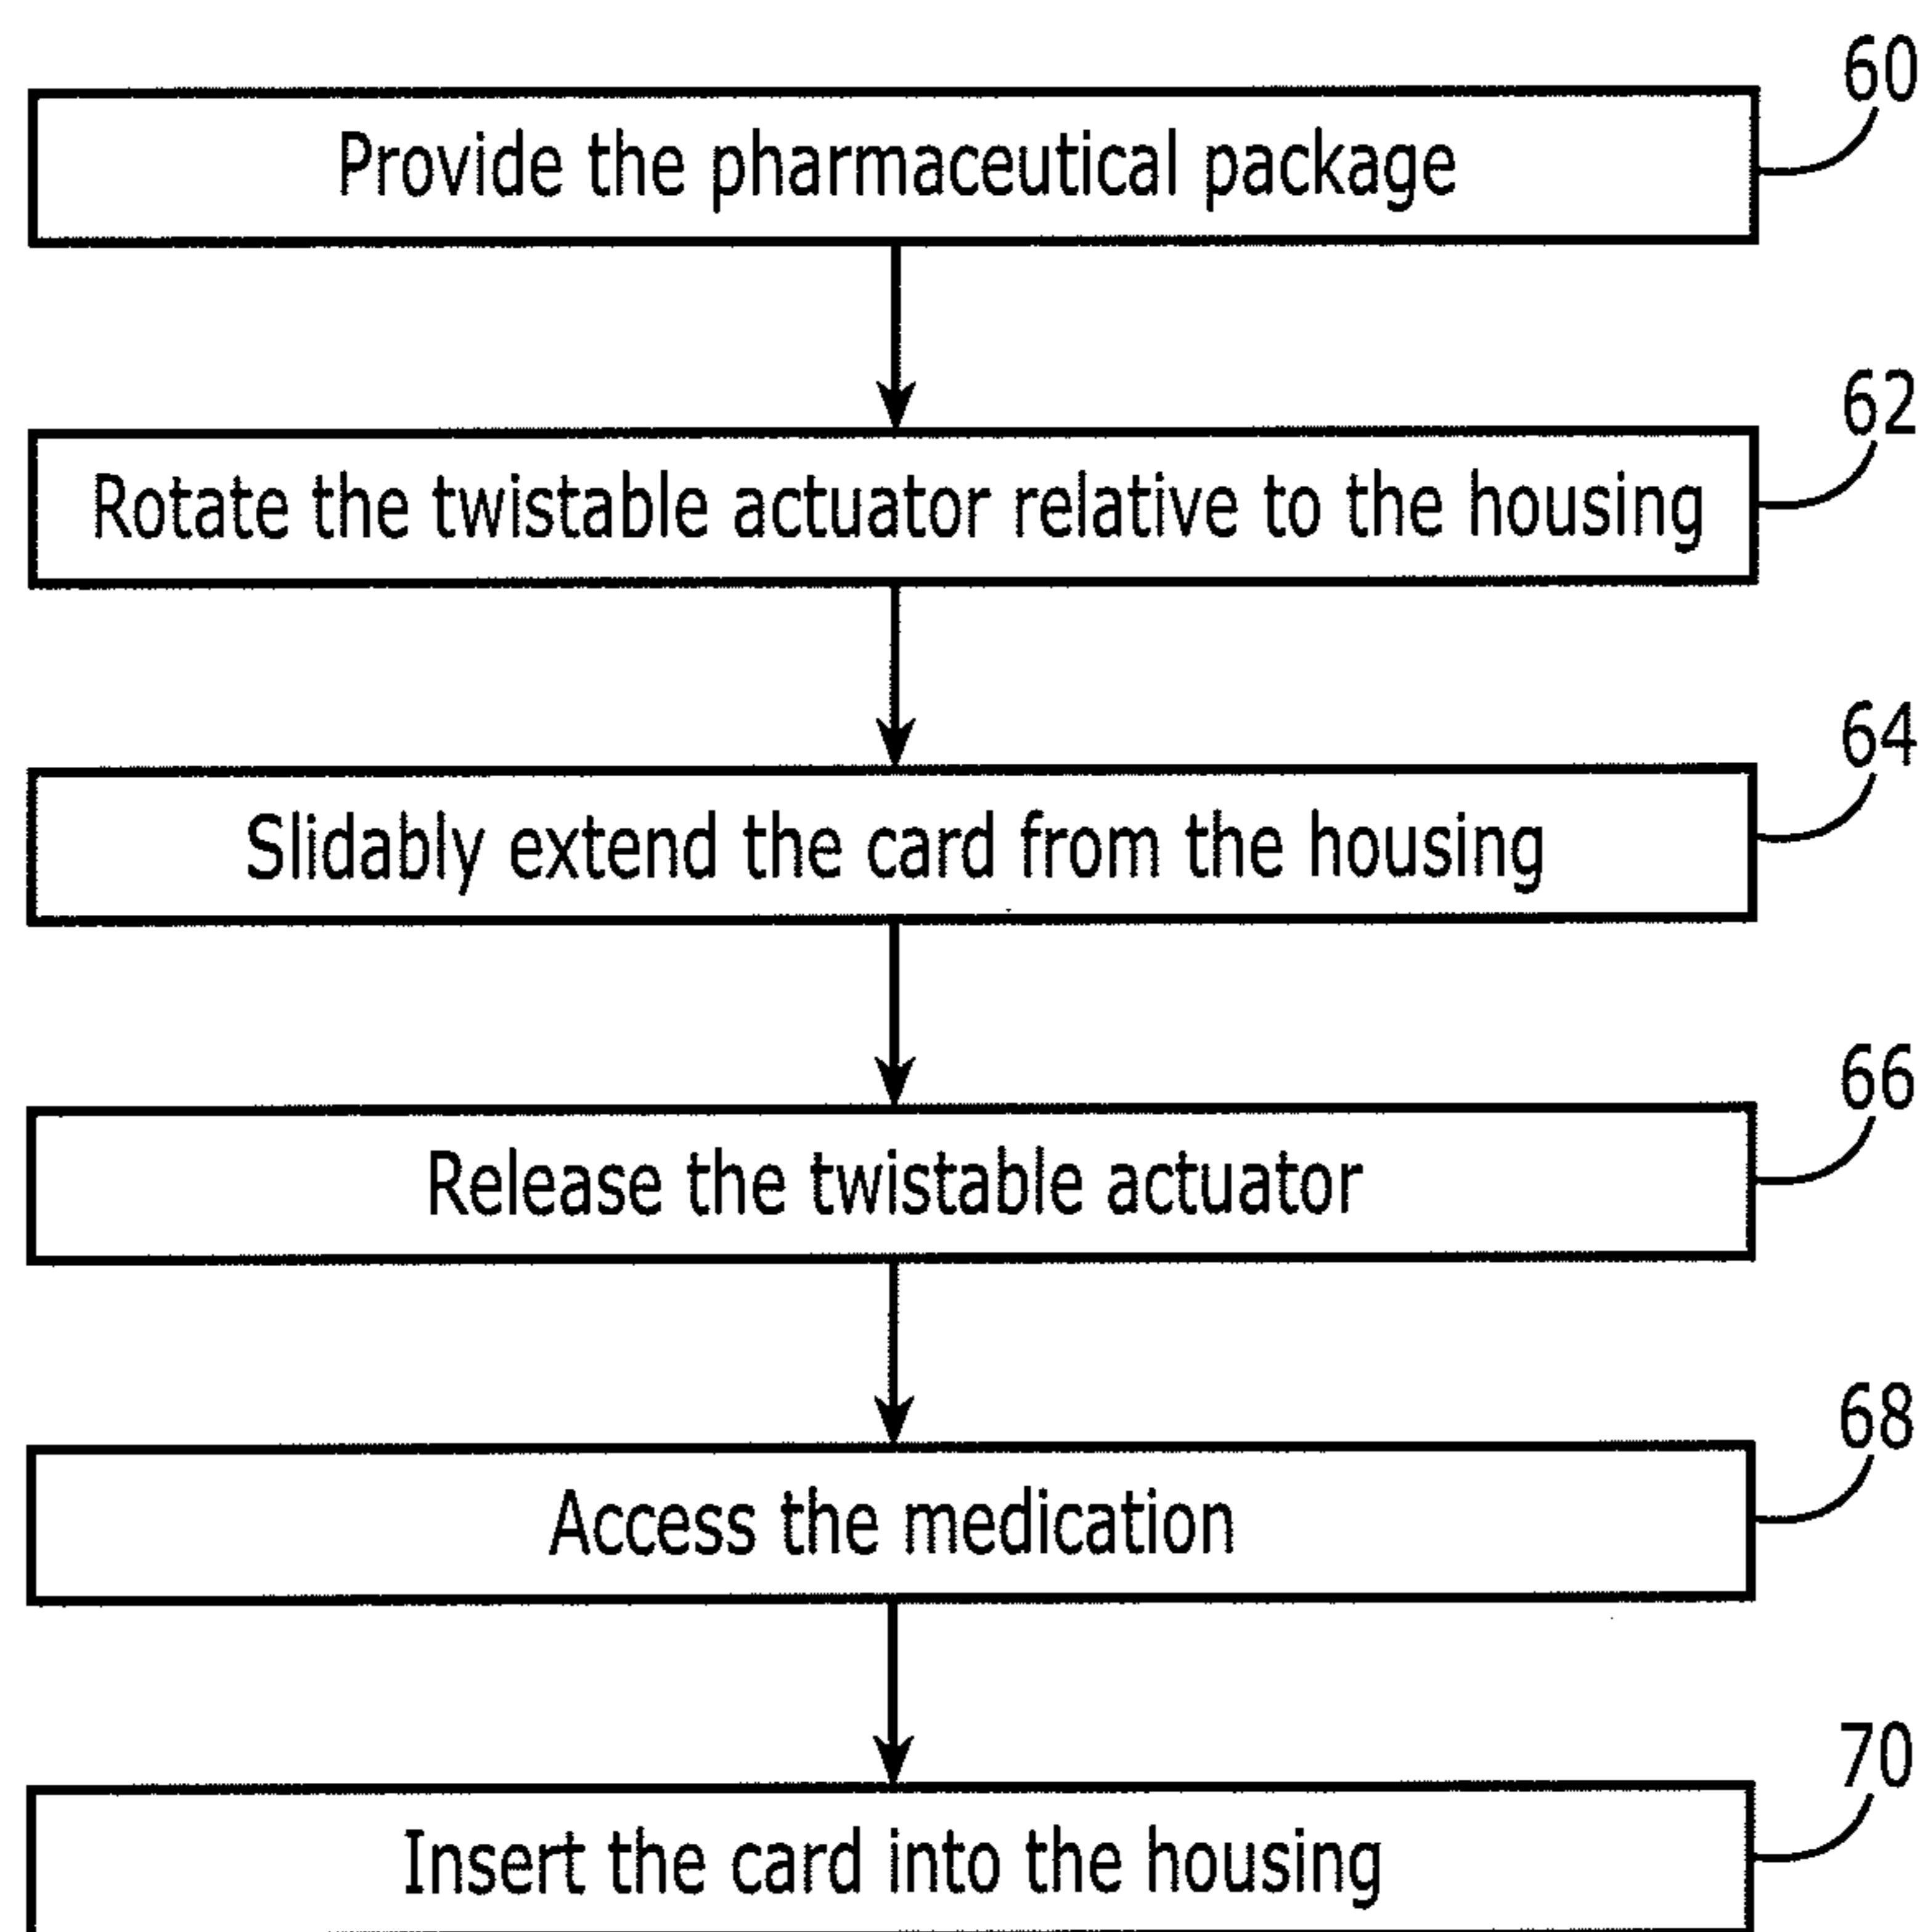 60
Provide the pharmaceutical package
62
Rotate the twistable actuator relative to the housing
64
Slidably extend the card from the housing
66
Release the twistable actuator
68
Access the medication
70
Insert the card into the housing